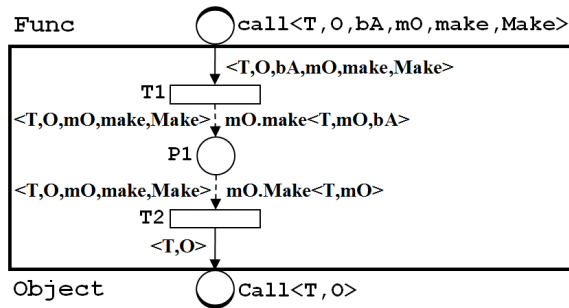 Func
call<T,O,bA,mO,make,Make>
<T,O,bA,mO,make,Make>
T1
<T,O,mO,make,Make> mO.make<T,mO,bA>
P1
<T,O,mO,make,Make> mO.Make<T,mO>
T2
<T,O>
Object
Call<T,O>